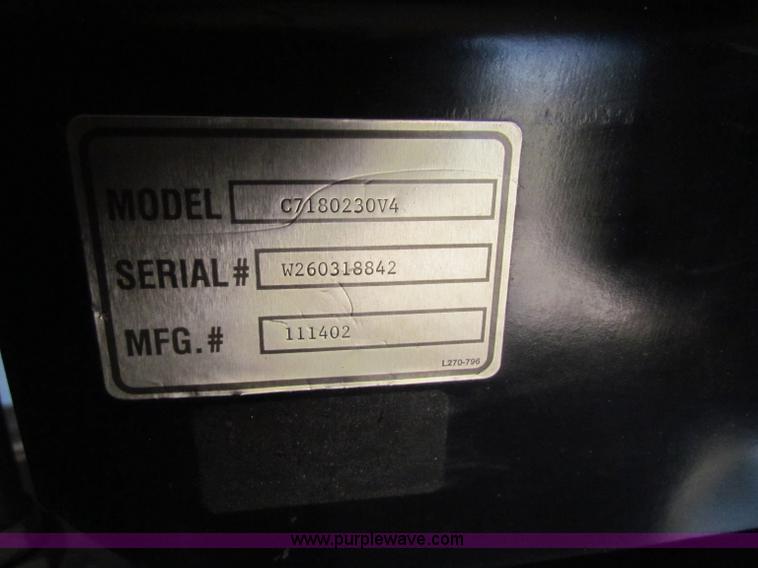 MODEL C7180230V4
SERIAL# W260318842
MFG.# 111402
L270-796
www.purplewave.com